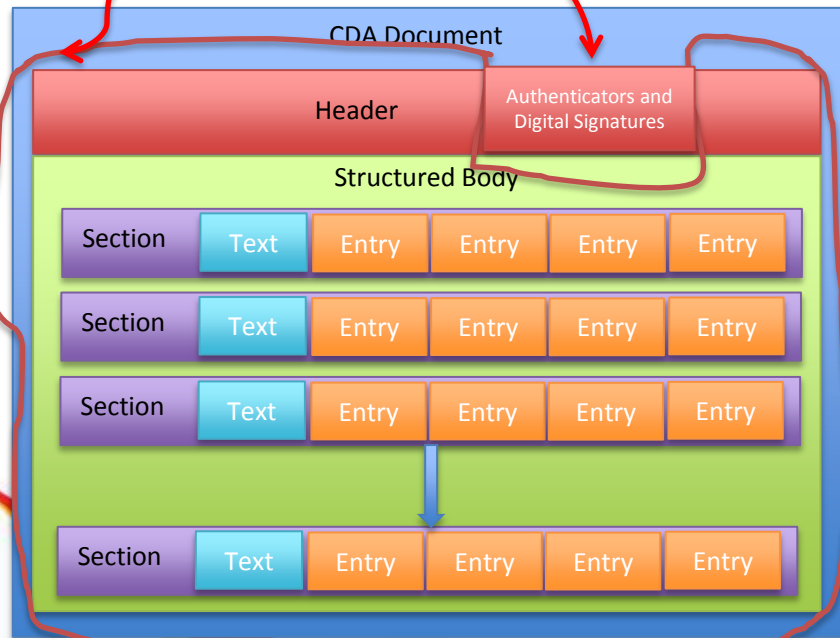 CDA Document
Header
Authenticators and
Digital Signatures
Structured Body
Section Text Entry Entry Entry Entry
Section Text Entry Entry Entry Entry
Section Text Entry Entry Entry Entry
Section Text Entry Entry Entry Entry